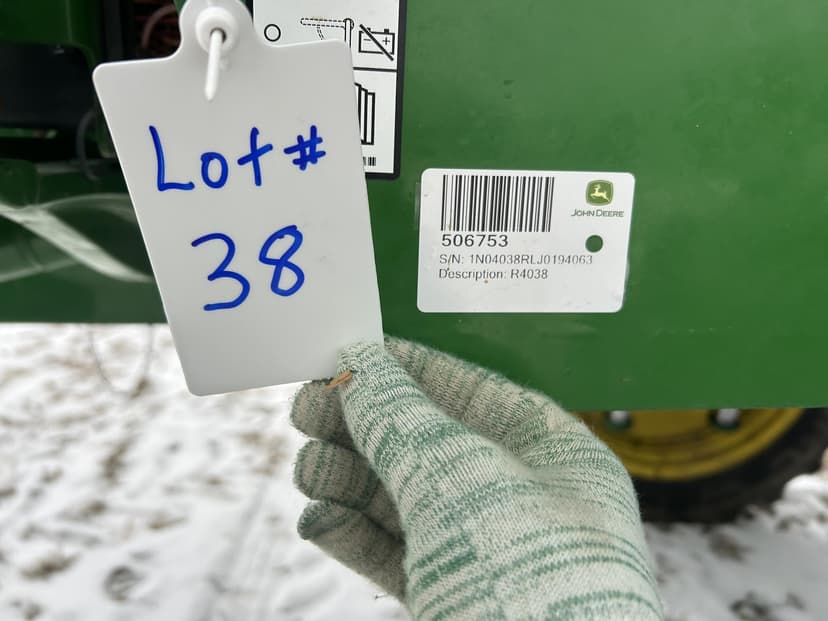 Lot #
38
JOHN DEERE
506753
S/N: 1N04038RLJ0194063
Description: R4038